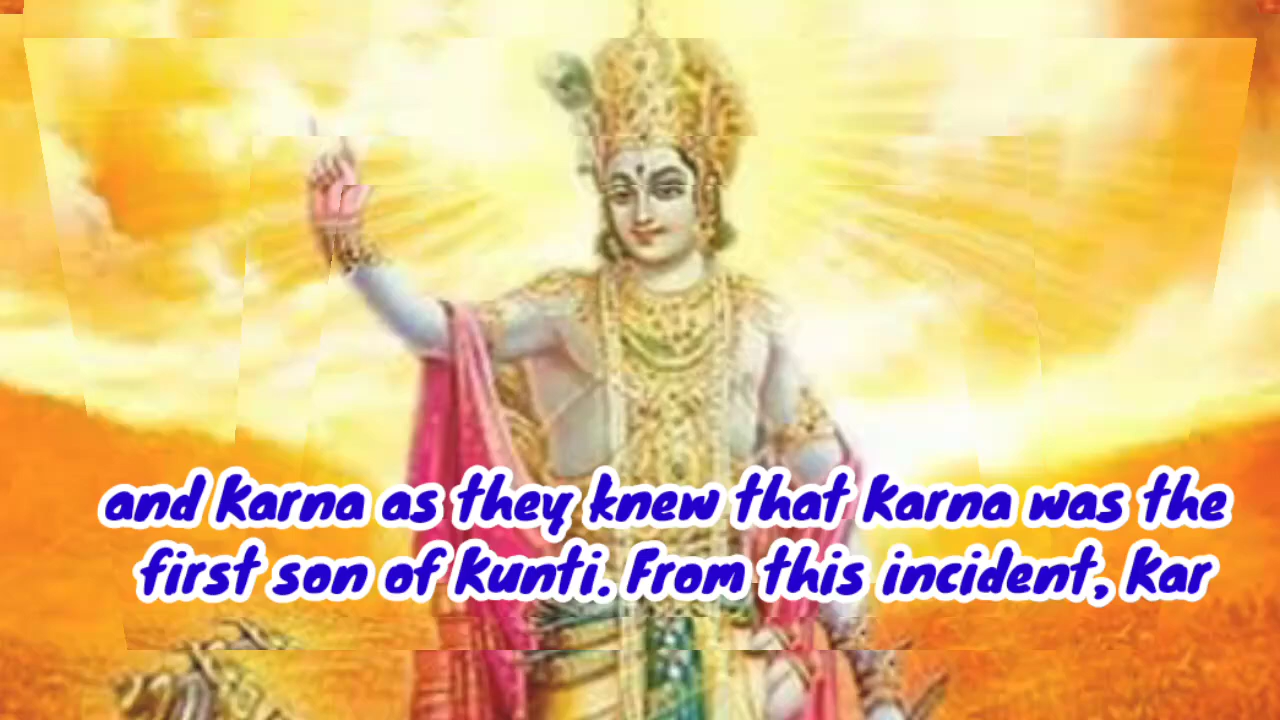 and Karna as they knew that Karna was the
first son of Kunti. From this incident, Kar